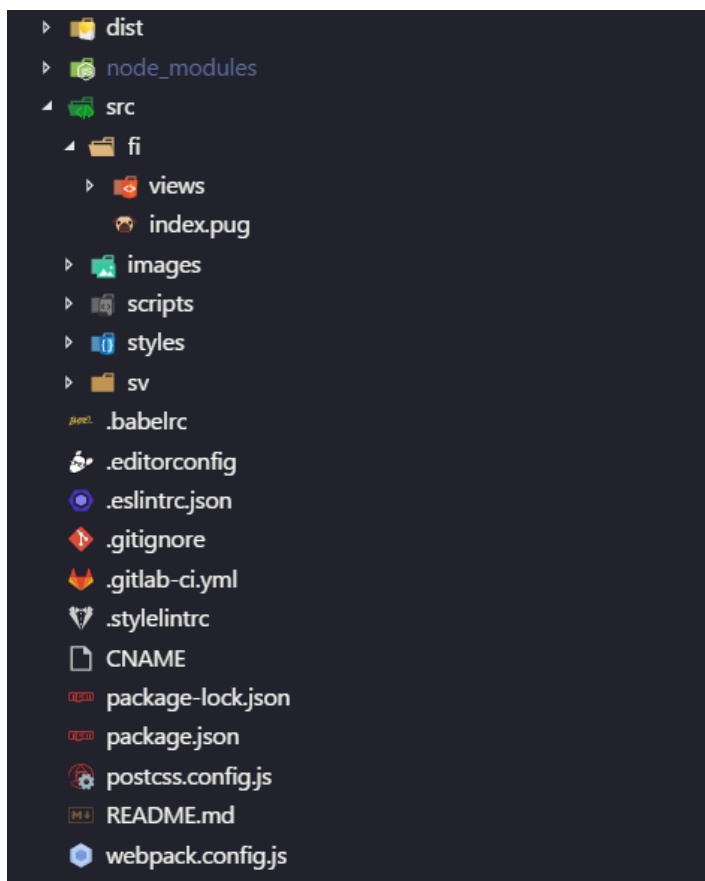 dist
node_modules
src
fi
views
index.pug
images
scripts
styles
sv
.babelrc
.editorconfig
.eslintrc.json
.gitignore
.gitlab-ci.yml
.stylelintrc
CNAME
package-lock.json
package.json
postcss.config.js
README.md
webpack.config.js